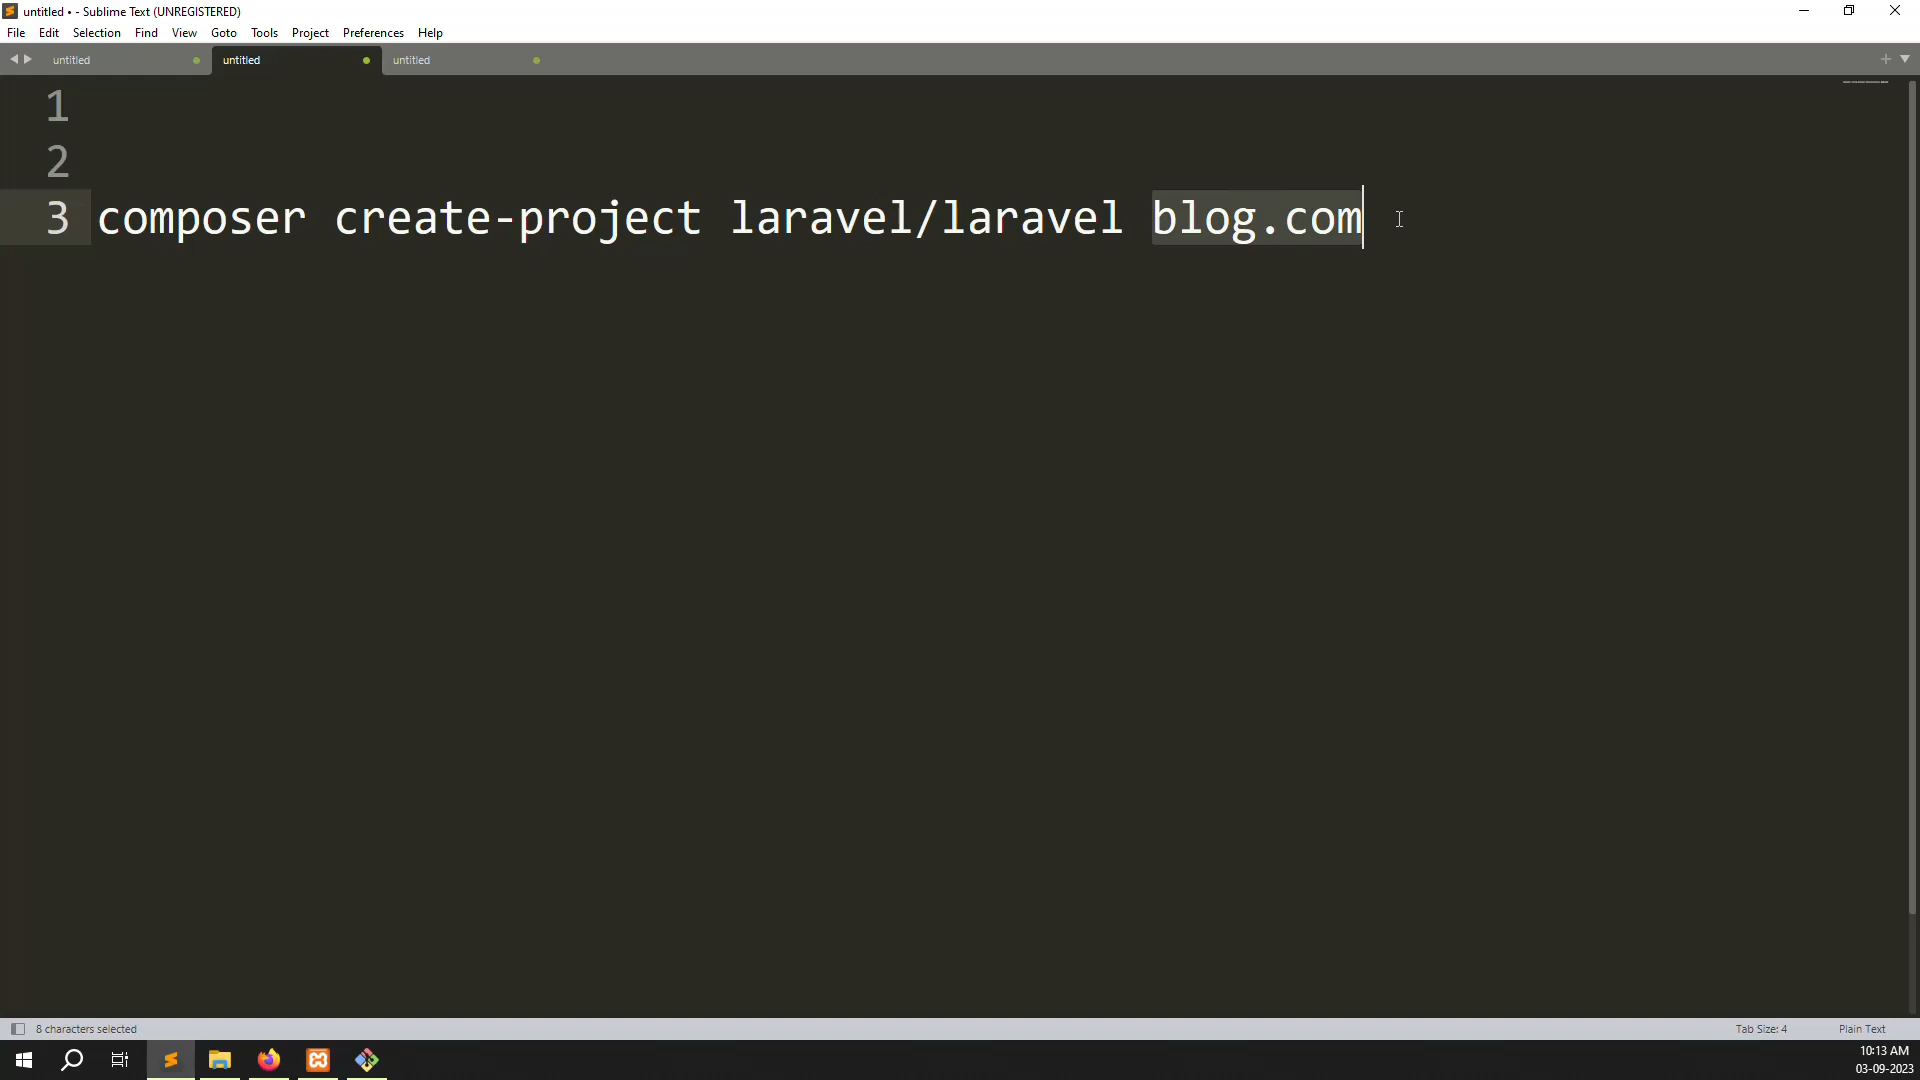 untitled • - Sublime Text (UNREGISTERED)
File Edit Selection Find View Goto Tools Project Preferences Help
untitled untitled untitled
1
2
3 composer create-project laravel/laravel blog.com
8 characters selected Tab Size: 4 Plain Text
10:13 AM
03-09-2023